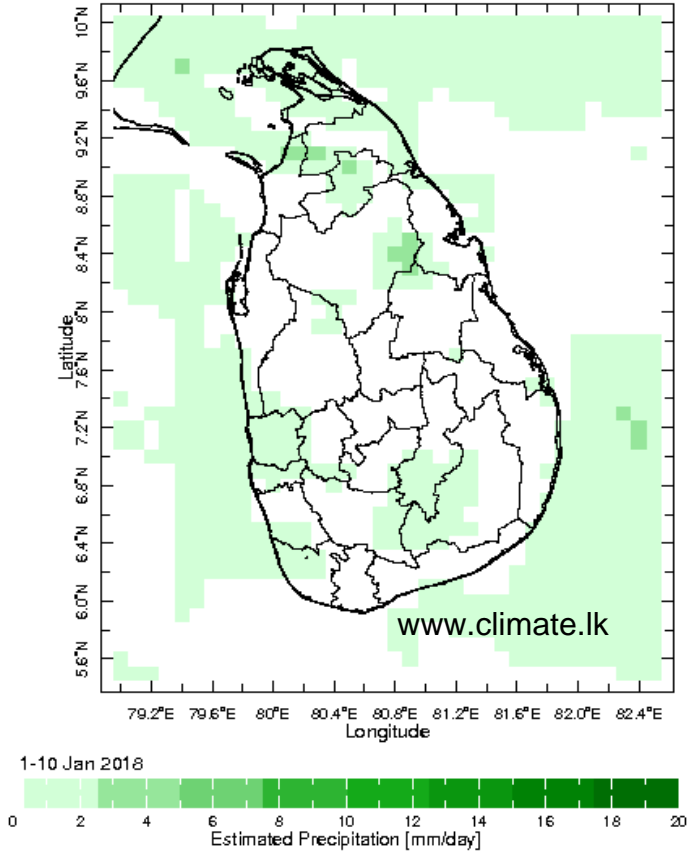 10°N
9.6°N
9.2°N
8.8°N
8.4°N
8°N
7.6°N
7.2°N
6.8°N
6.4°N
6.0°N
5.6°N
Latitude
www.climate.lk
79.2°E 79.6°E 80°E 80.4°E 80.8°E 81.2°E 81.6°E 82.0°E 82.4°E
Longitude
1-10 Jan 2018
0 2 4 6 8 10 12 14 16 18 20
Estimated Precipitation [mm/day]